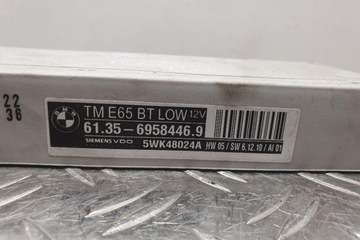 22
36
BMW
TM E65 BT LOW 12V
61.35-6958446.9
SIEMENS VDO 5WK48024A HW 05 / SW 6.12.10 / AI 01